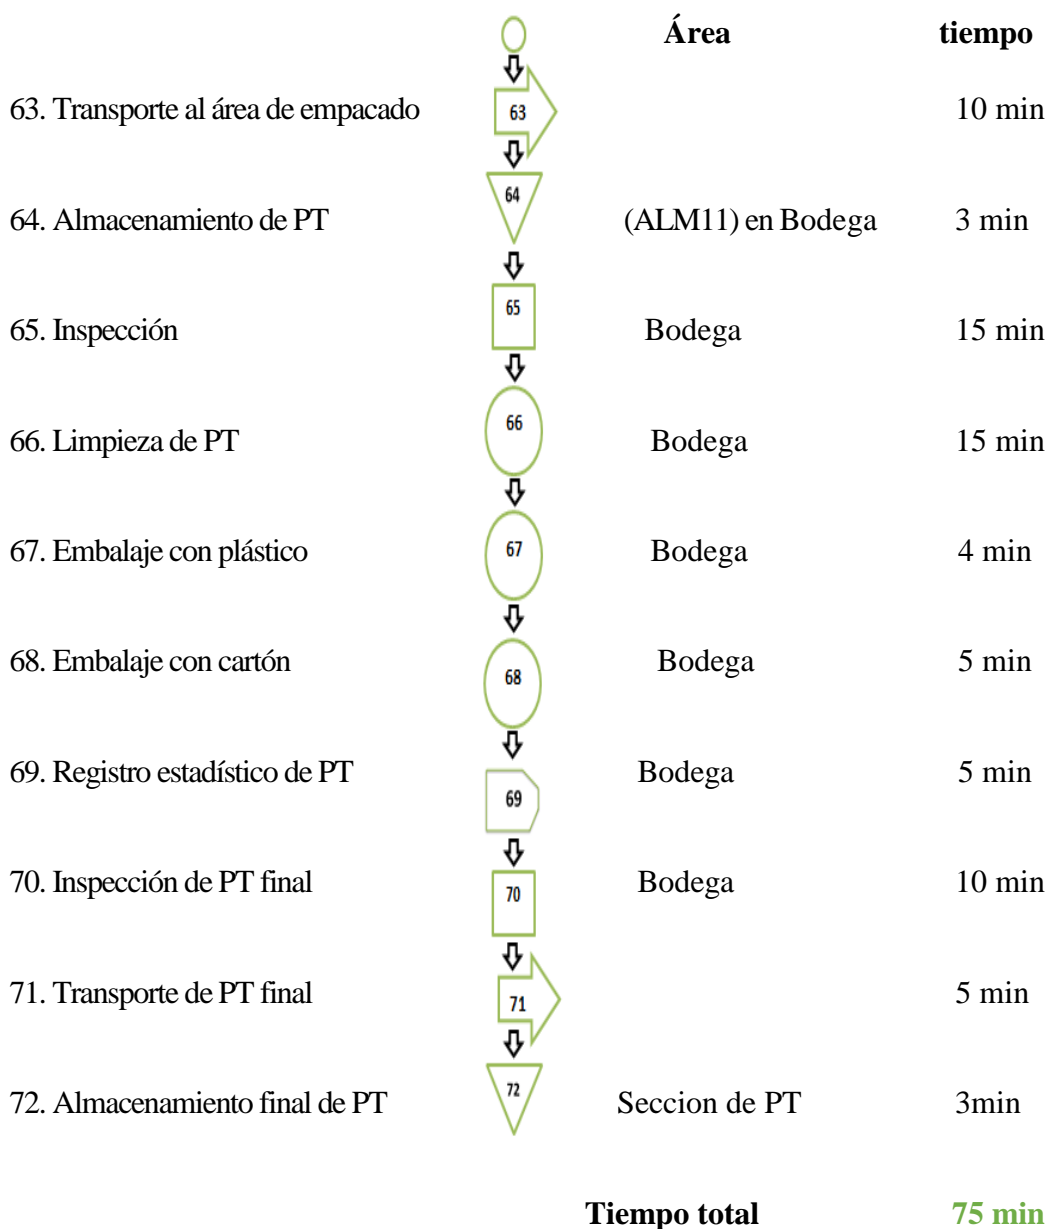 Área tiempo
63. Transporte al área de empacado 63 10 min
64. Almacenamiento de PT 64 (ALM11) en Bodega 3 min
65. Inspección 65 Bodega 15 min
66. Limpieza de PT 66 Bodega 15 min
67. Embalaje con plástico 67 Bodega 4 min
68. Embalaje con cartón 68 Bodega 5 min
69. Registro estadístico de PT 69 Bodega 5 min
70. Inspección de PT final 70 Bodega 10 min
71. Transporte de PT final 71 5 min
72. Almacenamiento final de PT 72 Seccion de PT 3min
Tiempo total 75 min